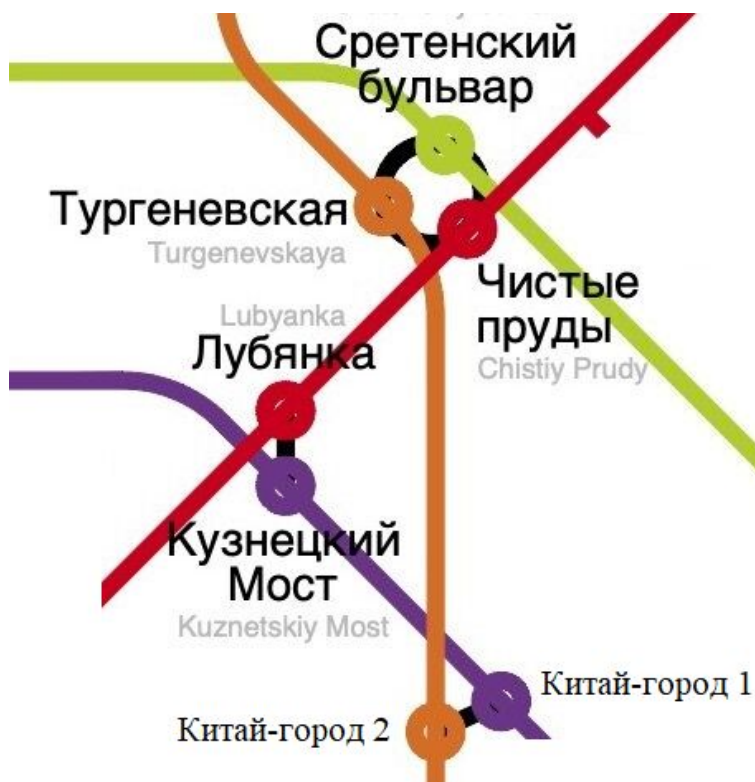 Сретенский
бульвар
Тургеневская
Turgenevskaya
Чистые
пруды
Chistiy Prudy
Lubyanka
Лубянка
Кузнецкий
Мост
Kuznetskiy Most
Китай-город 1
Китай-город 2